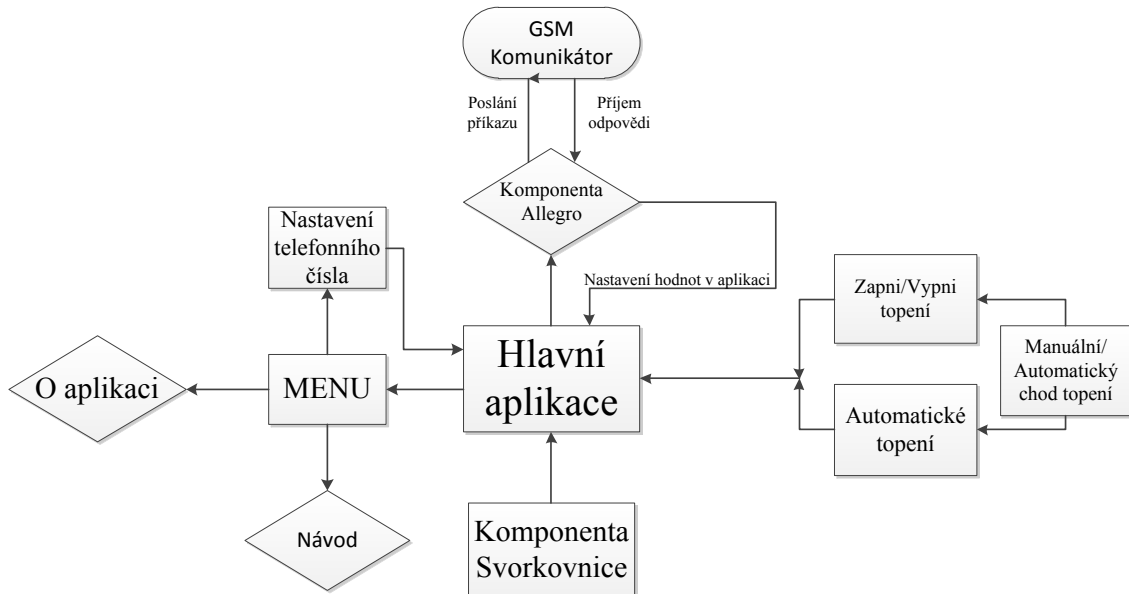 GSM
Komunikátor
Poslání
příkazu
Příjem
odpovědi
Komponenta
Allegro
Nastavení
telefonního
čísla
Nastavení hodnot v aplikaci
Zapni/Vypni
topení
Hlavní
aplikace
Manuální/
Automatický
chod topení
O aplikaci
MENU
Automatické
topení
Návod
Komponenta
Svorkovnice